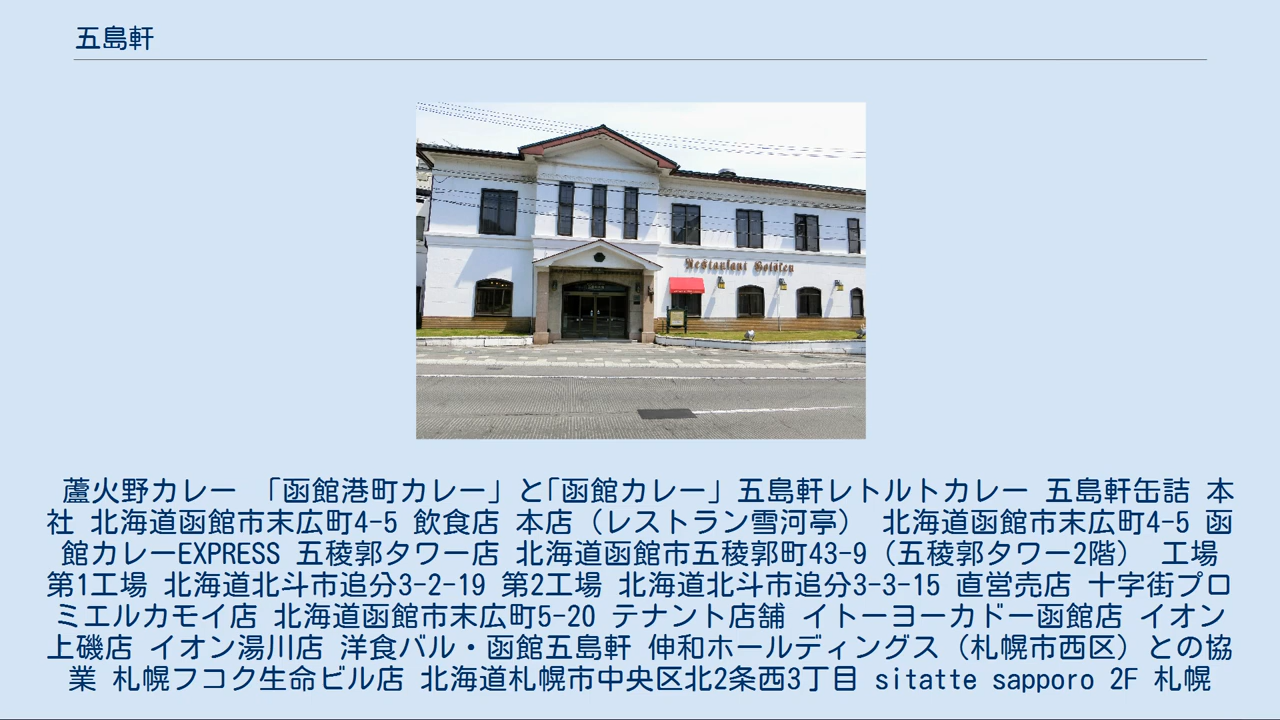 五島軒
Restaurant Gotoken
蘆火野カレー 「函館港町カレー」と「函館カレー」五島軒レトルトカレー 五島軒缶詰 本
社 北海道函館市末広町4-5 飲食店 本店（レストラン雪河亭） 北海道函館市末広町4-5 函
館カレーEXPRESS 五稜郭タワー店 北海道函館市五稜郭町43-9（五稜郭タワー2階） 工場
第1工場 北海道北斗市追分3-2-19 第2工場 北海道北斗市追分3-3-15 直営売店 十字街プロ
ミエルカモイ店 北海道函館市末広町5-20 テナント店舗 イトーヨーカドー函館店 イオン
上磯店 イオン湯川店 洋食バル・函館五島軒 伸和ホールディングス（札幌市西区）との協
業 札幌フコク生命ビル店 北海道札幌市中央区北2条西3丁目 sitatte sapporo 2F 札幌